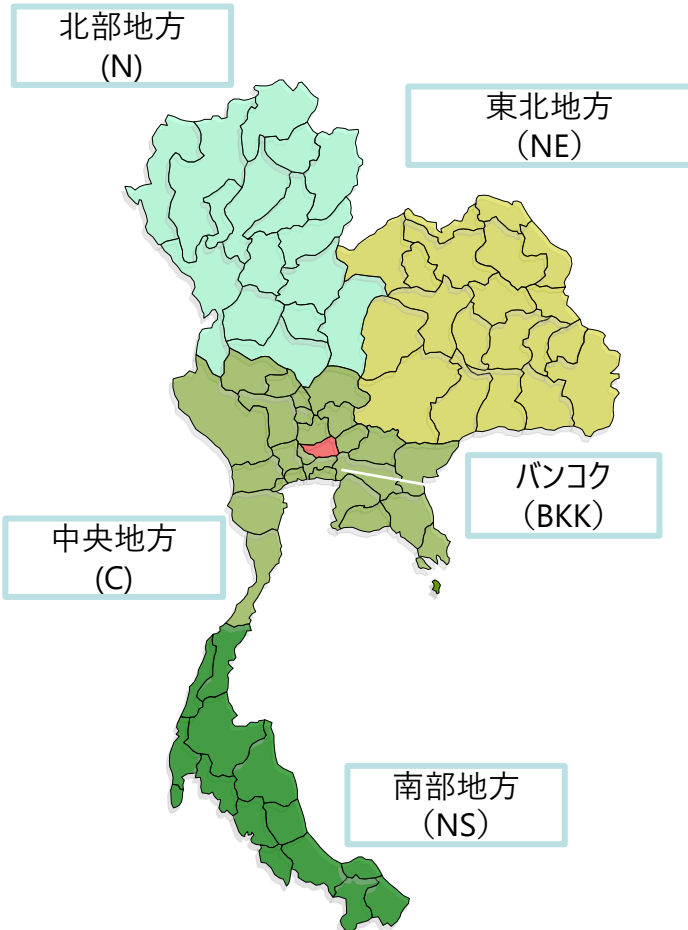 北部地方
(N)
東北地方
（NE）
バンコク
（BKK）
中央地方
(C)
南部地方
（NS）